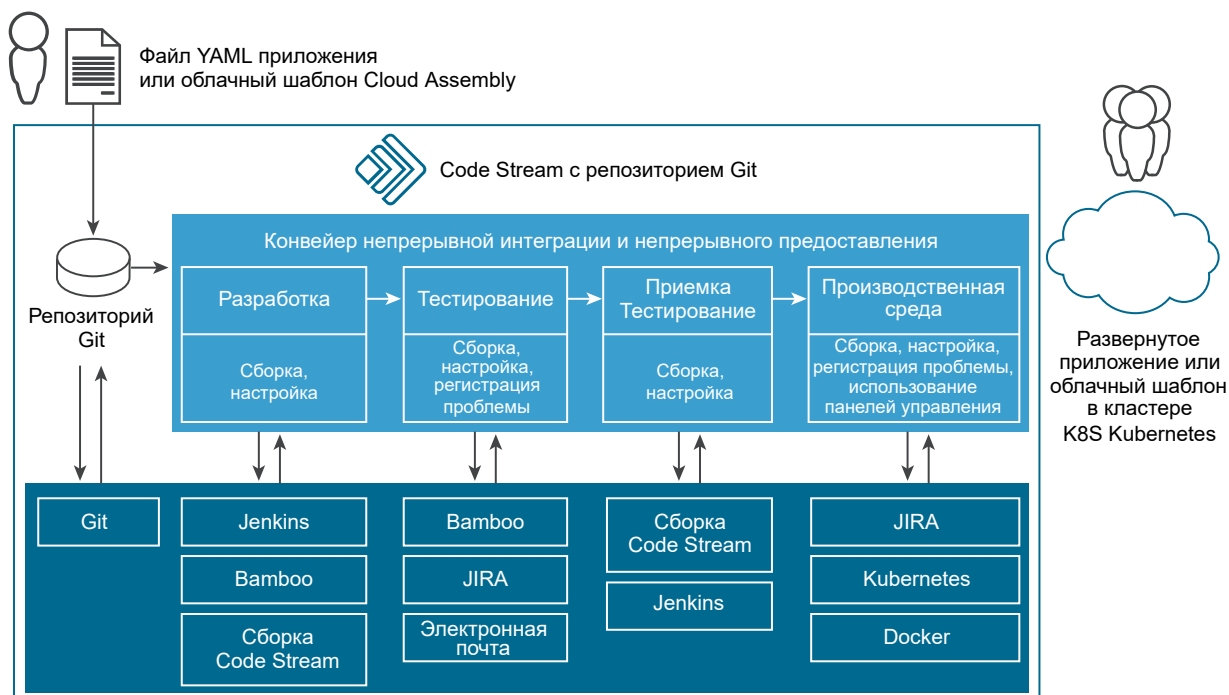 Файл YAML приложения
или облачный шаблон Cloud Assembly
Code Stream с репозиторием Git
Конвейер непрерывной интеграции и непрерывного предоставления
Разработка
Сборка,
настройка
Тестирование
Сборка,
настройка,
регистрация
проблемы
Приемка
Тестирование
Сборка,
настройка
Производственная
среда
Сборка, настройка,
регистрация проблемы,
использование
панелей управления
Репозиторий
Git
Развернутое
приложение или
облачный шаблон
в кластере
K8S Kubernetes
Git
Jenkins
Bamboo
Сборка
Code Stream
Bamboo
JIRA
Электронная
почта
Сборка
Code Stream
Jenkins
JIRA
Kubernetes
Docker